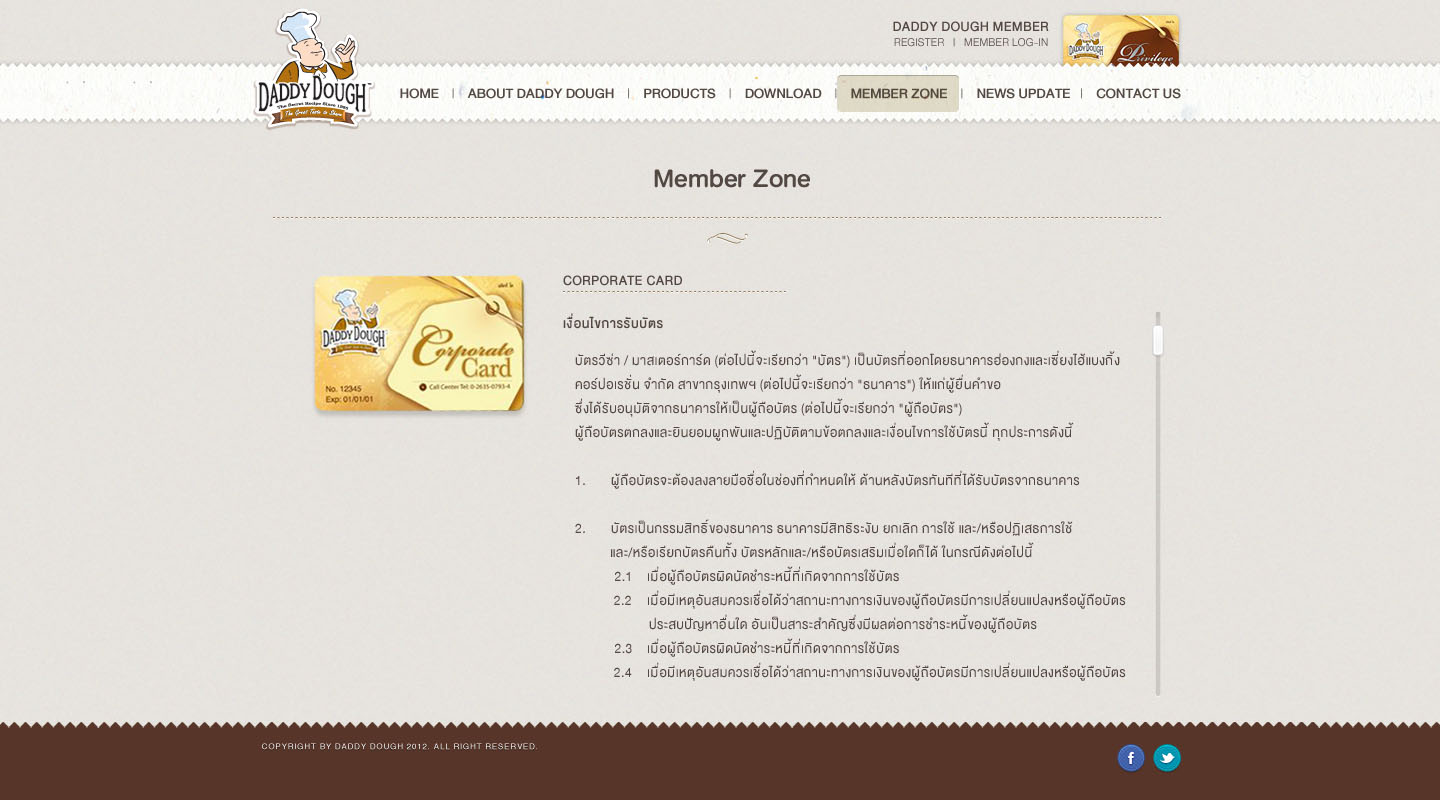 DADDY DOUGH MEMBER
REGISTER | MEMBER LOG-IN
DADDY DOUGH
Privilege
DADDY DOUGH
The Secret Recipe Since 1980
The Great Taste to Share
HOME | ABOUT DADDY DOUGH | PRODUCTS | DOWNLOAD | MEMBER ZONE | NEWS UPDATE | CONTACT US
Member Zone
DADDY DOUGH
Corporate
Card
Call Center Tel: 0-2635-0793-4
No. 12345
Exp: 01/01/01
CORPORATE CARD
เงื่อนไขการรับบัตร
บัตรวีซ่า / มาสเตอร์การ์ด (ต่อไปนี้จะเรียกว่า "บัตร") เป็นบัตรที่ออกโดยธนาคารฮ่องกงและเซี่ยงไฮ้แบงกิ้ง
คอร์ปอเรชั่น จำกัด สาขากรุงเทพฯ (ต่อไปนี้จะเรียกว่า "ธนาคาร") ให้แก่ผู้ยื่นคำขอ
ซึ่งได้รับอนุมัติจากธนาคารให้เป็นผู้ถือบัตร (ต่อไปนี้จะเรียกว่า "ผู้ถือบัตร")
ผู้ถือบัตรตกลงและยินยอมผูกพันและปฏิบัติตามข้อตกลงและเงื่อนไขการใช้บัตรนี้ ทุกประการดังนี้
1. ผู้ถือบัตรจะต้องลงลายมือชื่อในช่องที่กำหนดให้ ด้านหลังบัตรทันทีที่ได้รับบัตรจากธนาคาร
2. บัตรเป็นกรรมสิทธิ์ของธนาคาร ธนาคารมีสิทธิระงับ ยกเลิก การใช้ และ/หรือปฏิเสธการใช้
และ/หรือเรียกบัตรคืนทั้ง บัตรหลักและ/หรือบัตรเสริมเมื่อใดก็ได้ ในกรณีดังต่อไปนี้
2.1 เมื่อผู้ถือบัตรผิดนัดชำระหนี้ที่เกิดจากการใช้บัตร
2.2 เมื่อมีเหตุอันสมควรเชื่อได้ว่าสถานะทางการเงินของผู้ถือบัตรมีการเปลี่ยนแปลงหรือผู้ถือบัตร
ประสบปัญหาอื่นใด อันเป็นสาระสำคัญซึ่งมีผลต่อการชำระหนี้ของผู้ถือบัตร
2.3 เมื่อผู้ถือบัตรผิดนัดชำระหนี้ที่เกิดจากการใช้บัตร
2.4 เมื่อมีเหตุอันสมควรเชื่อได้ว่าสถานะทางการเงินของผู้ถือบัตรมีการเปลี่ยนแปลงหรือผู้ถือบัตร
COPYRIGHT BY DADDY DOUGH 2012. ALL RIGHT RESERVED.